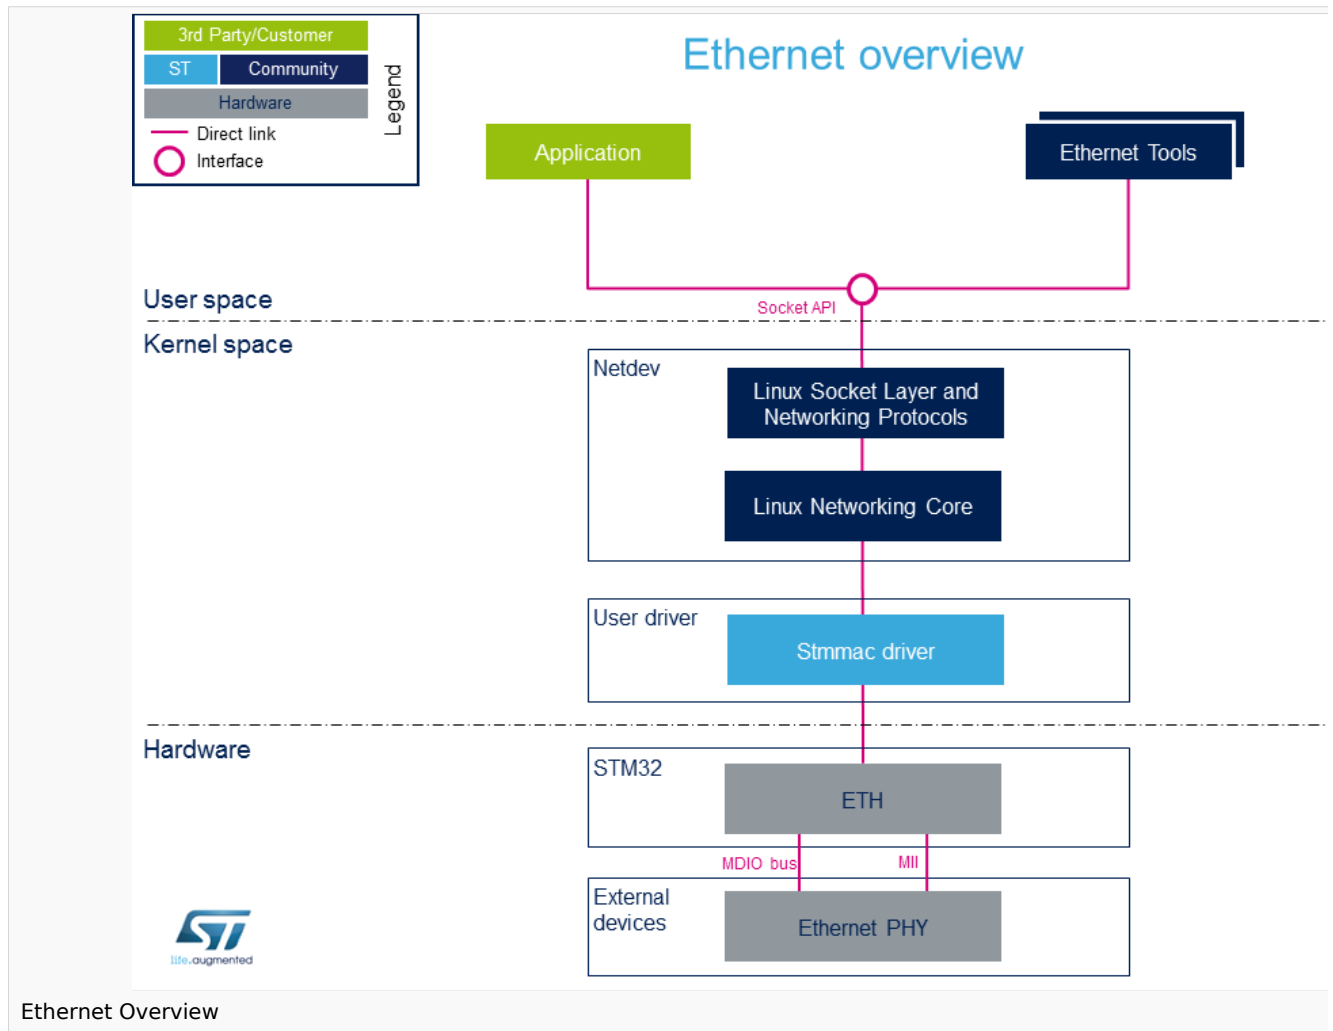 3rd Party/Customer
ST
Community
Hardware
Direct link
Interface
Legend
Ethernet overview
Application
Ethernet Tools
User space
Socket API
Kernel space
Netdev
Linux Socket Layer and
Networking Protocols
Linux Networking Core
User driver
Stmmac driver
Hardware
STM32
ETH
MDIO bus
MII
External
devices
Ethernet PHY
ST
life.augmented
Ethernet Overview